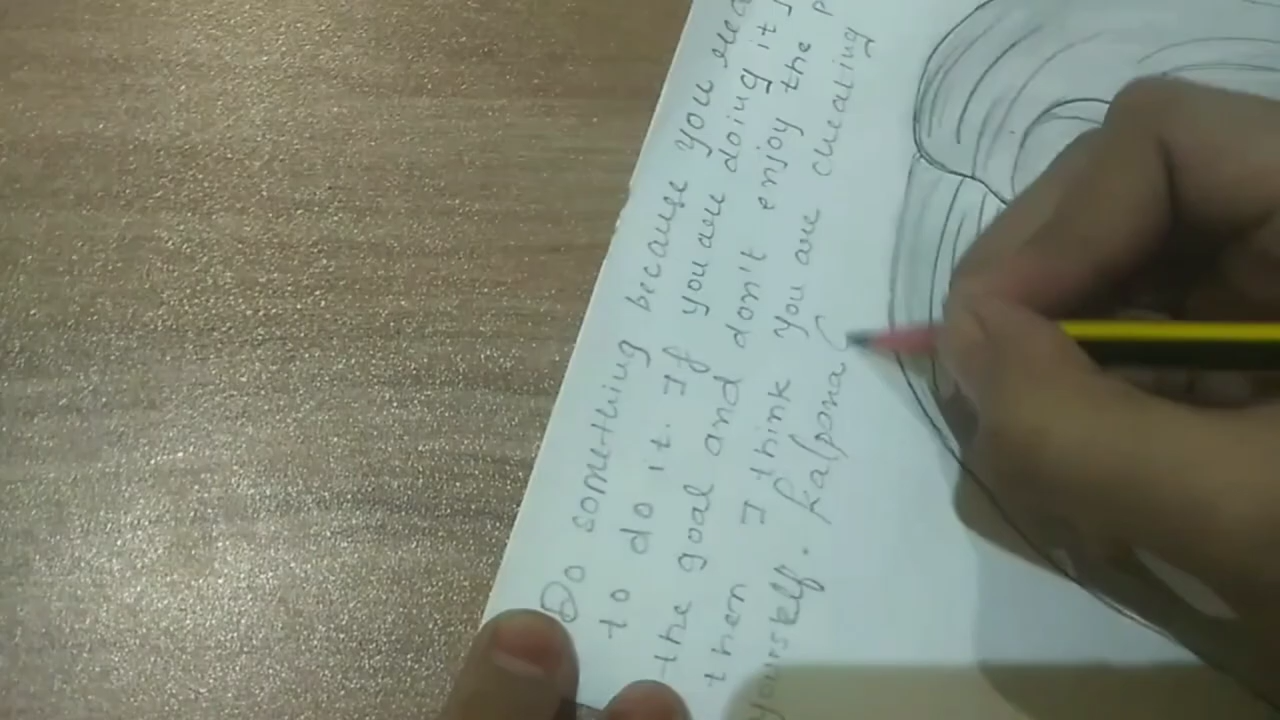 Do something because you
to do it. If you are doing it
the goal and don't enjoy the
then I think you are cheating
yourself. Kalpona